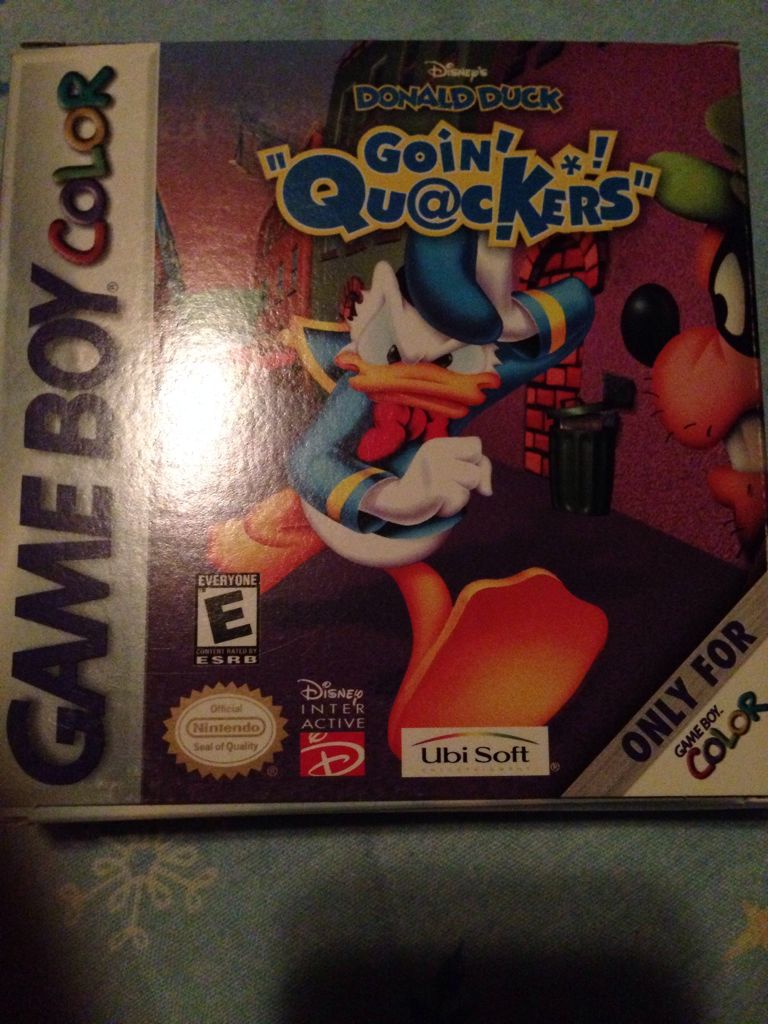 GAME BOY COLOR
Disney's
DONALD DUCK
"GOiN'
QU@CKERS*!"
EVERYONE
E
CONTENT RATED BY
ESRB
Official
Nintendo
Seal of Quality
Disney
INTER
ACTIVE
D
Ubi Soft
ENTERTAINMENT
ONLY FOR
GAME BOY
COLOR